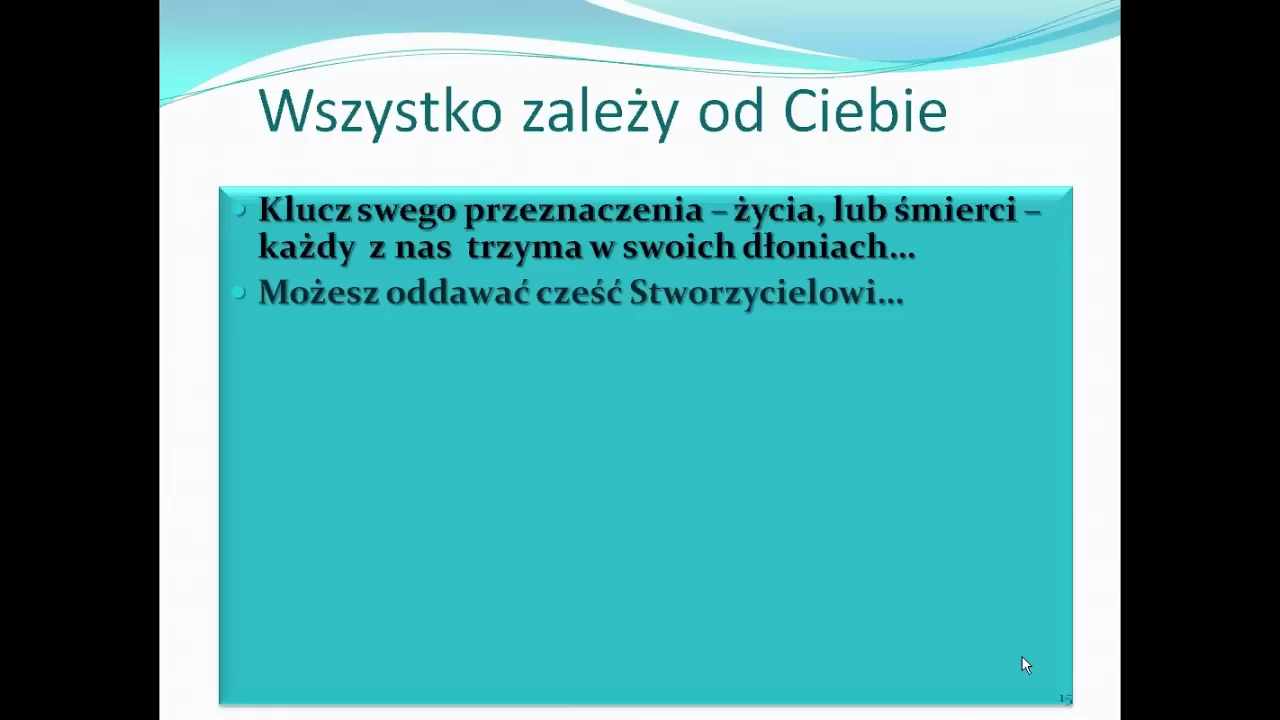 Wszystko zależy od Ciebie
Klucz swego przeznaczenia – życia, lub śmierci –
każdy z nas trzyma w swoich dłoniach...
Możesz oddawać cześć Stworzycielowi...
15